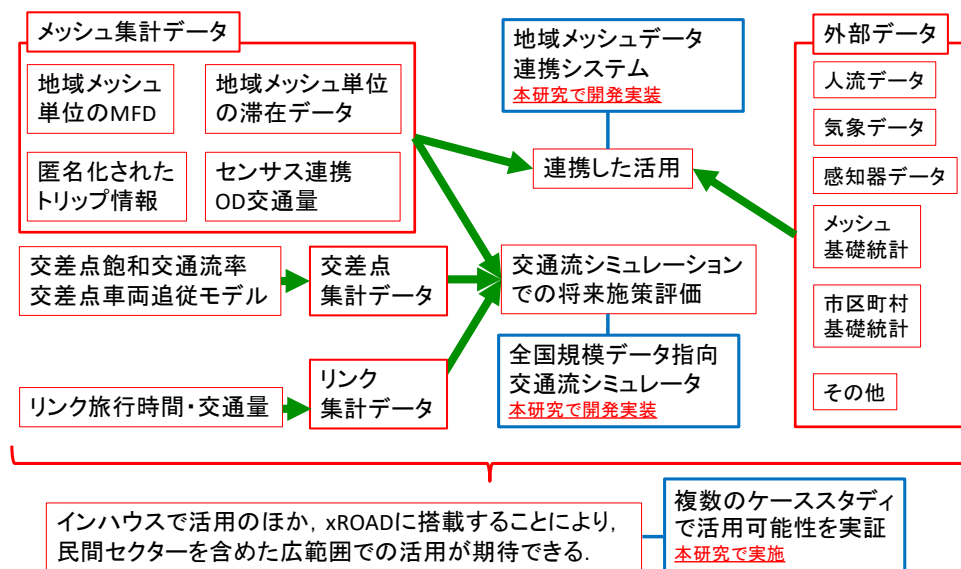 メッシュ集計データ
地域メッシュ
単位のMFD
地域メッシュ単位
の滞在データ
匿名化された
トリップ情報
センサス連携
OD交通量
交差点飽和交通流率
交差点車両追従モデル
交差点
集計データ
リンク旅行時間・交通量
リンク
集計データ
地域メッシュデータ
連携システム
本研究で開発実装
連携した活用
交通流シミュレーション
での将来施策評価
全国規模データ指向
交通流シミュレータ
本研究で開発実装
外部データ
人流データ
気象データ
感知器データ
メッシュ
基礎統計
市区町村
基礎統計
その他
インハウスで活用のほか，xROADに搭載することにより，
民間セクターを含めた広範囲での活用が期待できる.
複数のケーススタディ
で活用可能性を実証
本研究で実施